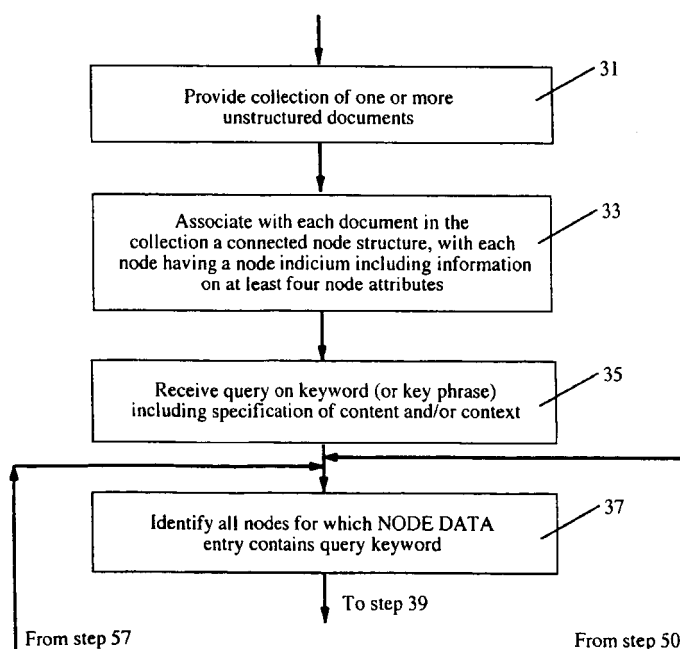 31
Provide collection of one or more
unstructured documents
33
Associate with each document in the
collection a connected node structure, with each
node having a node indicium including information
on at least four node attributes
35
Receive query on keyword (or key phrase)
including specification of content and/or context
37
Identify all nodes for which NODE DATA
entry contains query keyword
To step 39
From step 57
From step 50